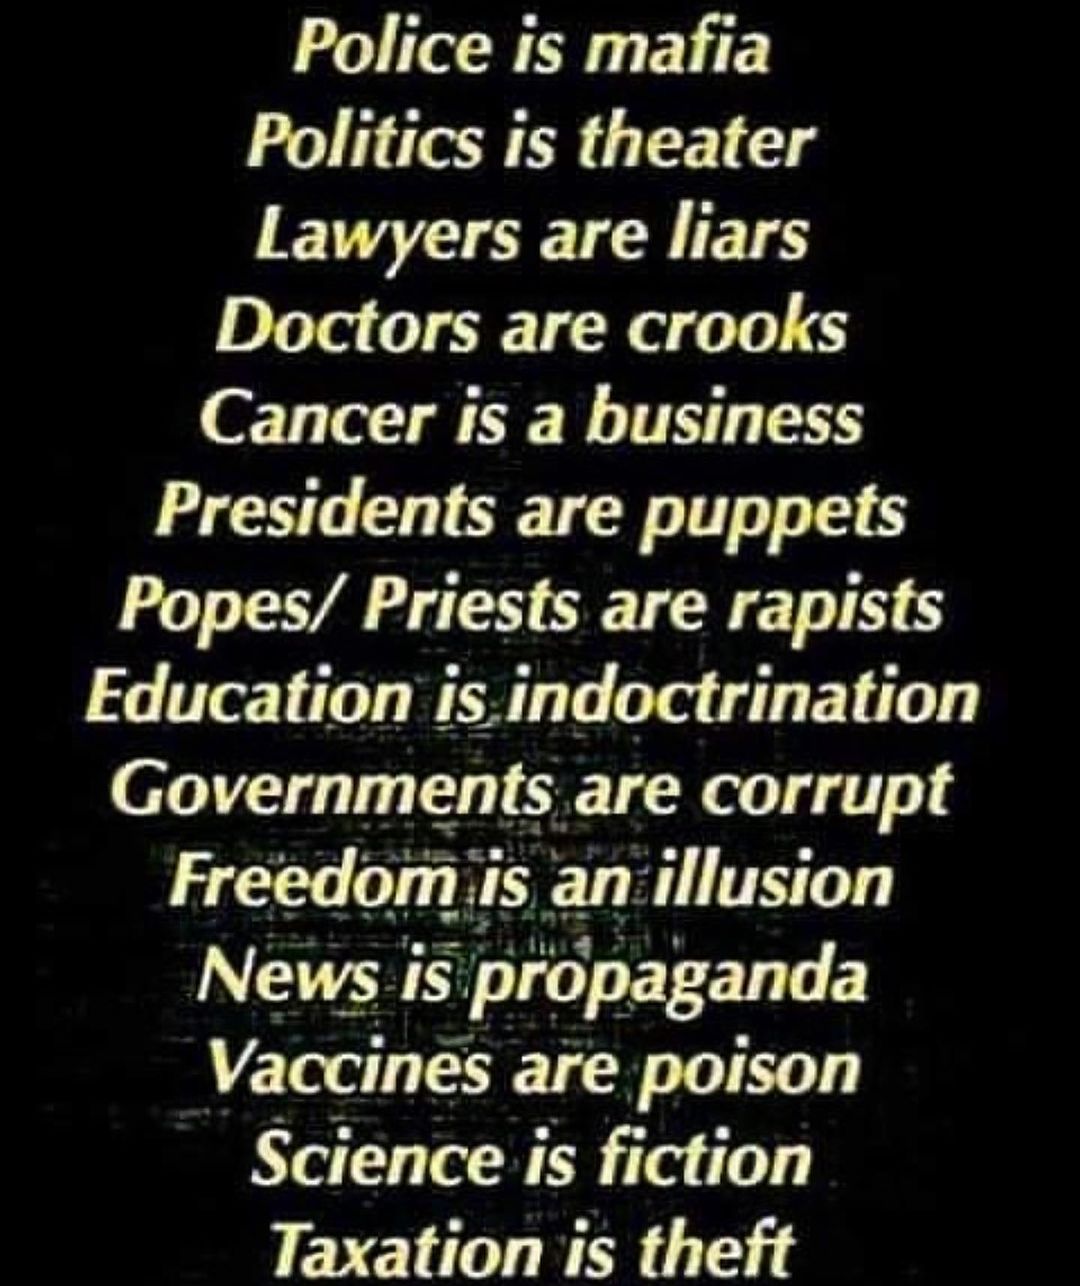 Police is mafia
Politics is theater
Lawyers are liars
Doctors are crooks
Cancer is a business
Presidents are puppets
Popes/ Priests are rapists
Education is indoctrination
Governments are corrupt
Freedom is an illusion
News is propaganda
Vaccines are poison
Science is fiction
Taxation is theft